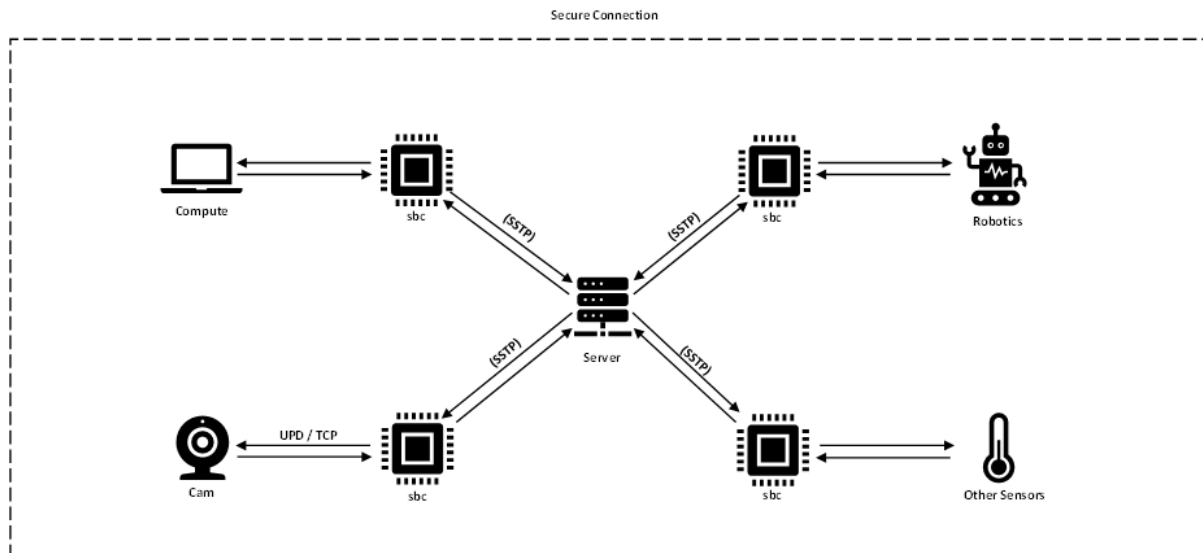 Secure Connection
Compute
sbc
sbc
Robotics
(SSTP)
(SSTP)
Server
(SSTP)
(SSTP)
UPD / TCP
Cam
sbc
sbc
Other Sensors